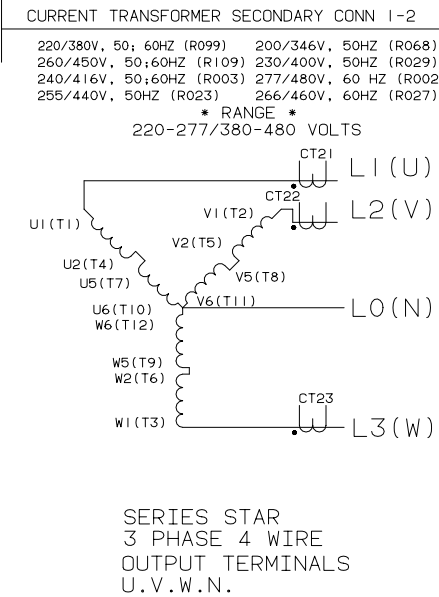 CURRENT TRANSFORMER SECONDARY CONN 1-2
220/380V, 50; 60HZ (R099) 200/346V, 50HZ (R068)
260/450V, 50;60HZ (R109) 230/400V, 50HZ (R029)
240/416V, 50;60HZ (R003) 277/480V, 60 HZ (R002
255/440V, 50HZ (R023) 266/460V, 60HZ (R027)
* RANGE *
220-277/380-480 VOLTS
CT21
L1(U)
CT22
V1(T2)
L2(V)
U1(T1)
V2(T5)
U2(T4)
U5(T7)
V5(T8)
V6(T11)
U6(T10)
L0(N)
W6(T12)
W5(T9)
W2(T6)
CT23
W1(T3)
L3(W)
SERIES STAR
3 PHASE 4 WIRE
OUTPUT TERMINALS
U.V.W.N.